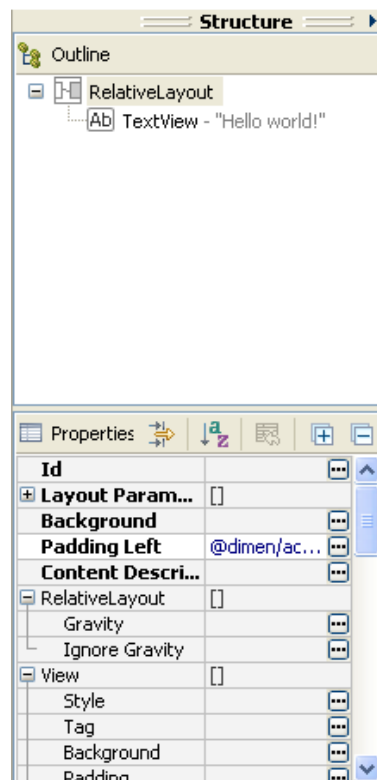 Structure
Outline
RelativeLayout
Ab TextView - "Hello world!"
Properties
Id
Layout Param... []
Background
Padding Left @dimen/ac...
Content Descri...
RelativeLayout []
Gravity
Ignore Gravity
View []
Style
Tag
Background
Padding